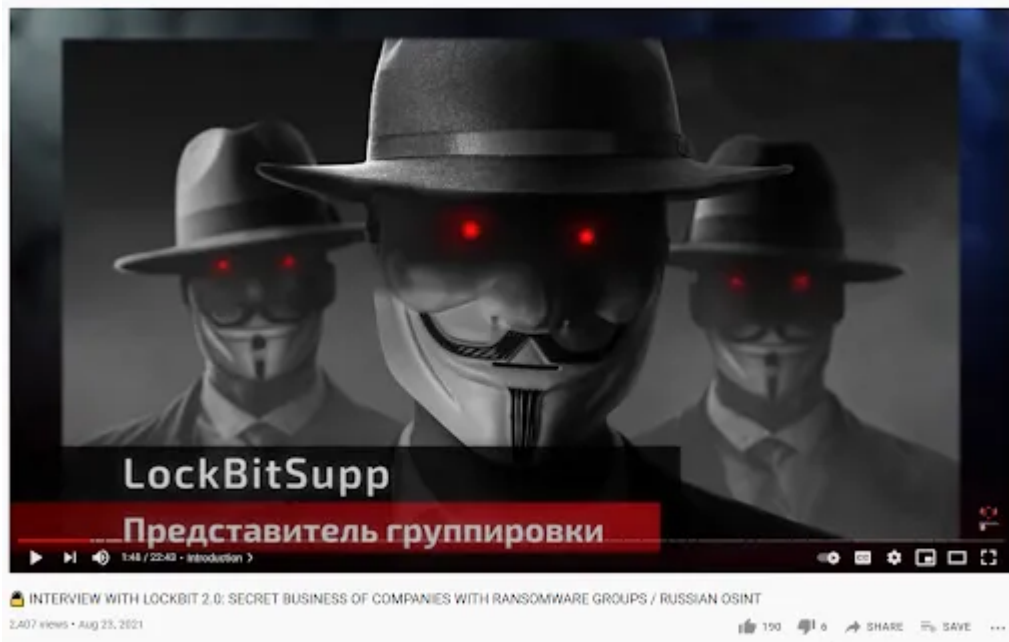 LockBitSupp
Представитель группировки
1:48 / 22:43 • Introduction >
CC
INTERVIEW WITH LOCKBIT 2.0: SECRET BUSINESS OF COMPANIES WITH RANSOMWARE GROUPS / RUSSIAN OSINT
2,407 views • Aug 23, 2021
190 6 SHARE SAVE ...